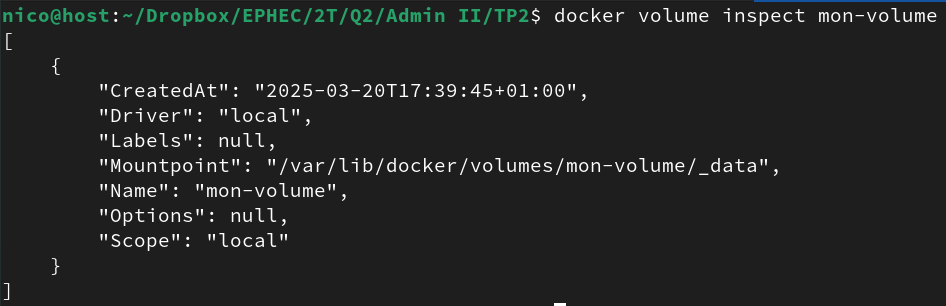 nico@host:~/Dropbox/EPHEC/2T/Q2/Admin II/TP2$ docker volume inspect mon-volume
[
    {
        "CreatedAt": "2025-03-20T17:39:45+01:00",
        "Driver": "local",
        "Labels": null,
        "Mountpoint": "/var/lib/docker/volumes/mon-volume/_data",
        "Name": "mon-volume",
        "Options": null,
        "Scope": "local"
    }
]